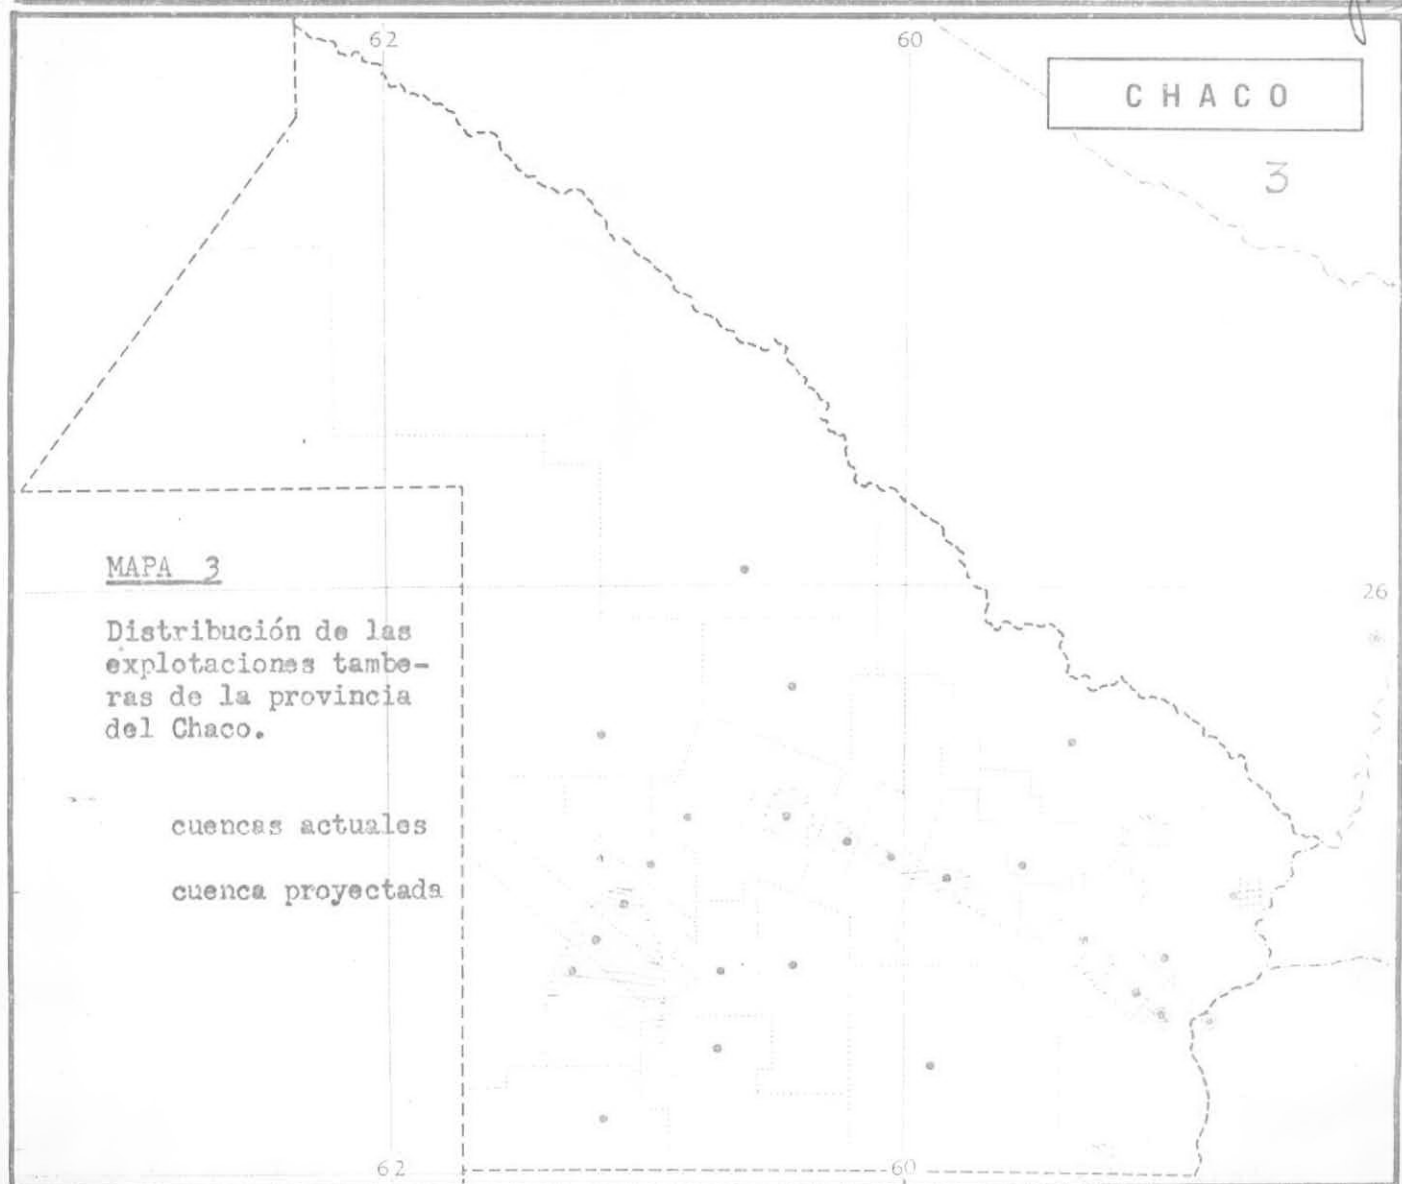 62
60
CHACO
3
MAPA 3
26
Distribución de las
explotaciones tambe-
ras de la provincia
del Chaco.
cuencas actuales
cuenca proyectada
62
60